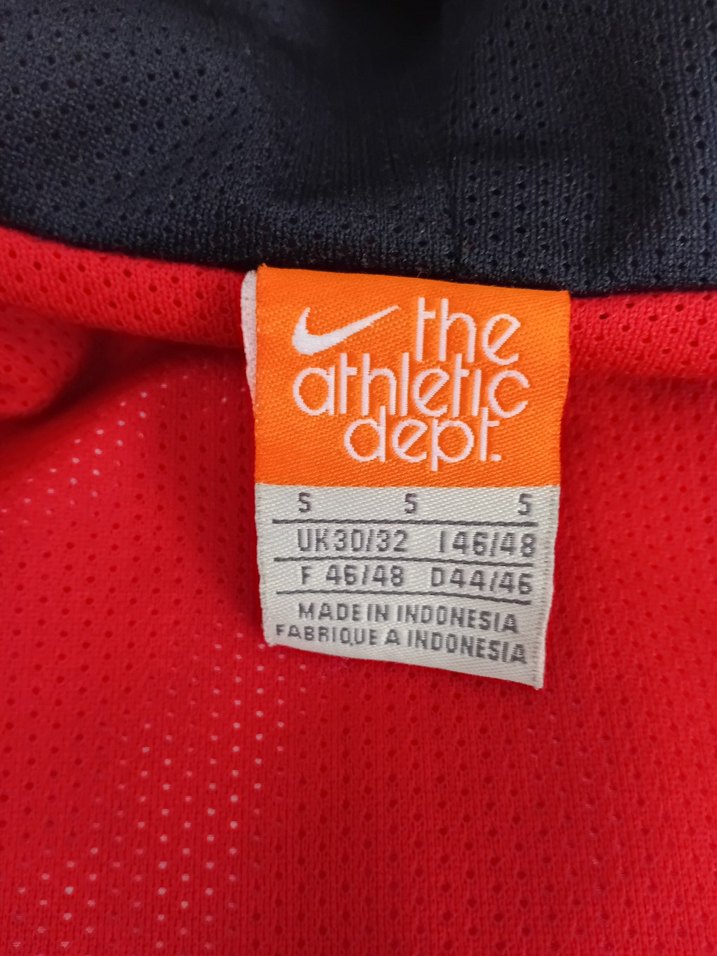 the
athletic
dept.
S S S
UK30/32 I46/48
F 46/48 D44/46
MADE IN INDONESIA
FABRIQUE A INDONESIA